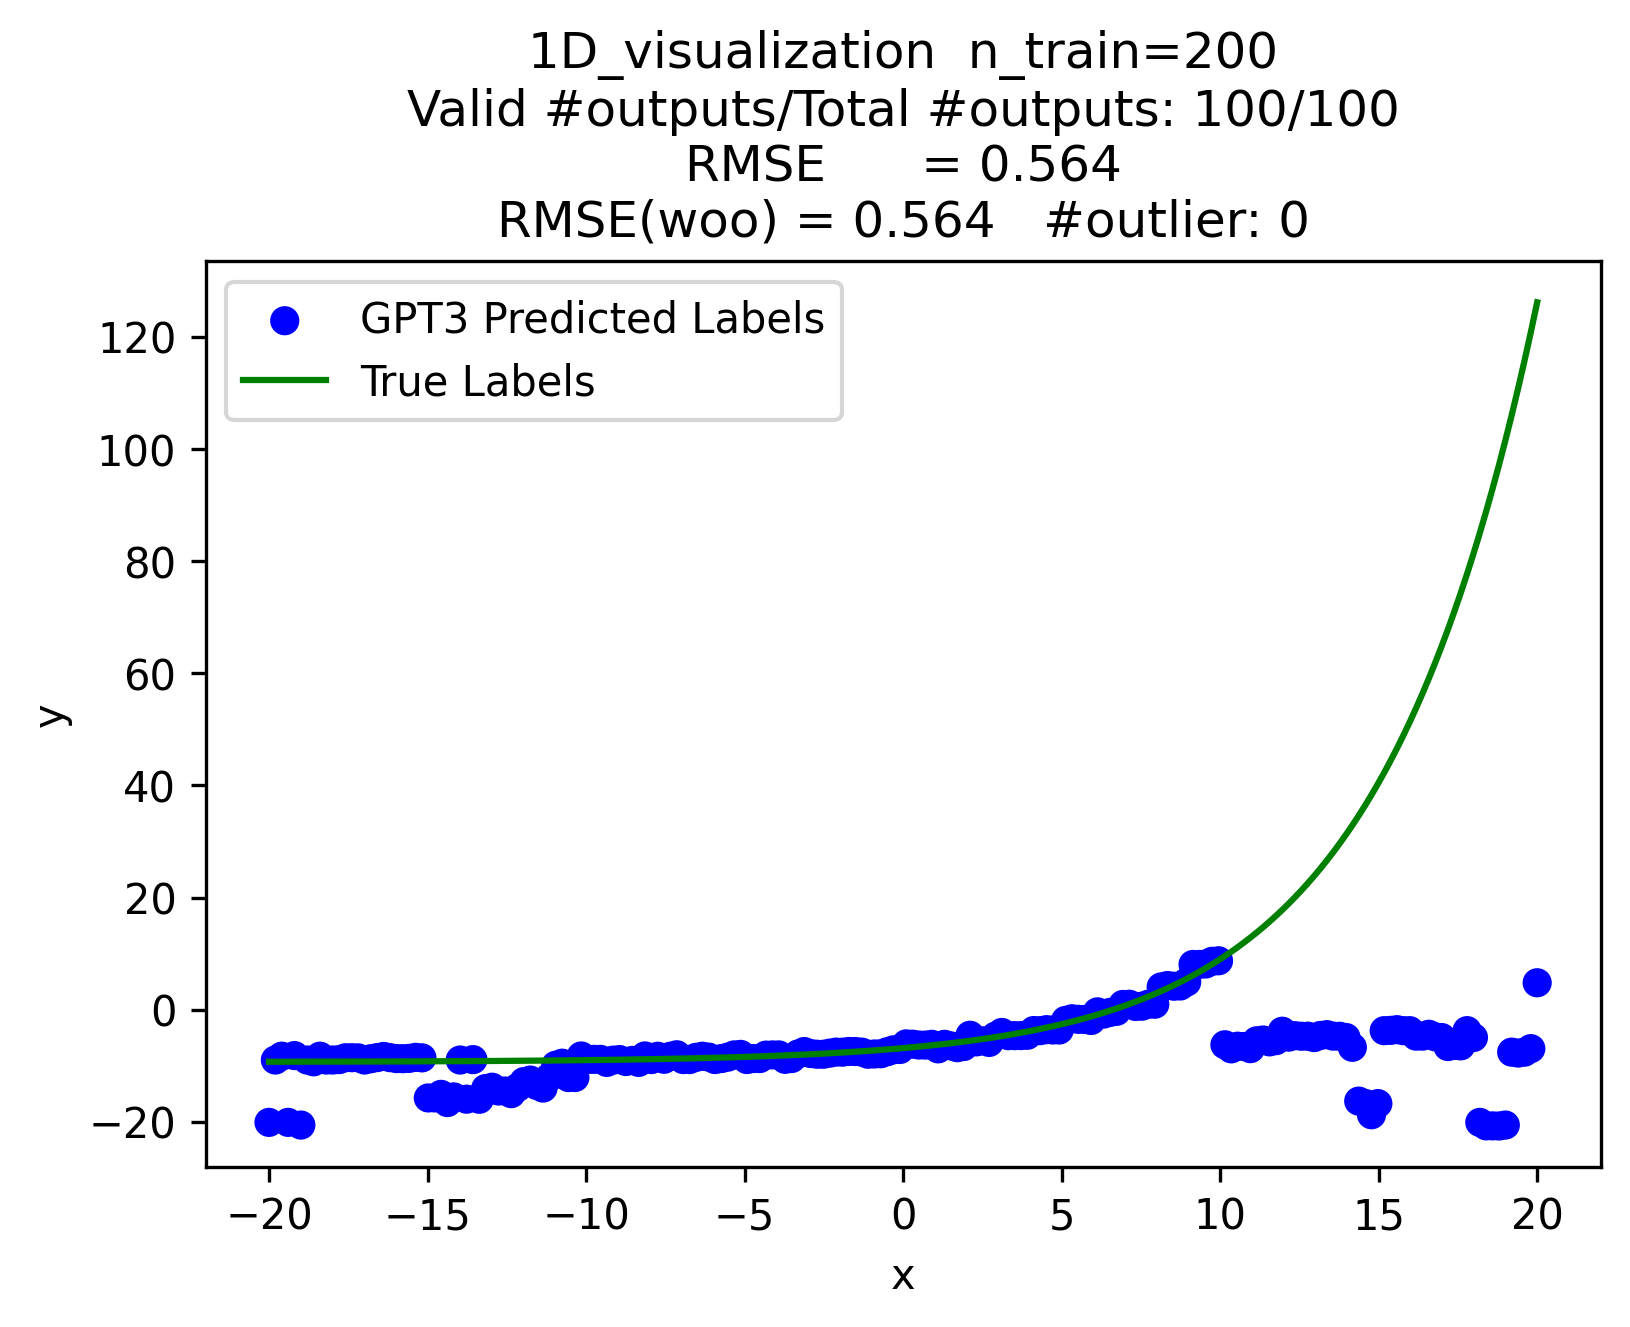 1D_visualization  n_train=200
Valid #outputs/Total #outputs: 100/100
RMSE      = 0.564
RMSE(woo) = 0.564   #outlier: 0
GPT3 Predicted Labels
True Labels
120
100
80
60
40
20
0
−20
y
−20 −15 −10 −5 0 5 10 15 20
x